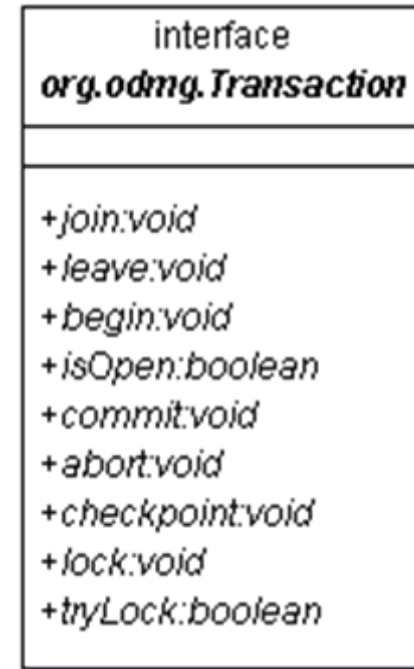 interface
org.odmg.Transaction
+join:void
+leave:void
+begin:void
+isOpen:boolean
+commit:void
+abort:void
+checkpoint:void
+lock:void
+tryLock:boolean